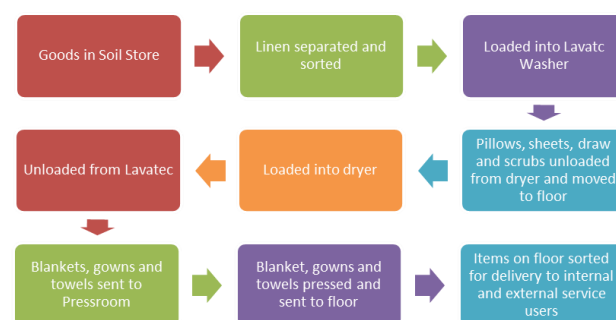 Goods in Soil Store
Linen separated and
sorted
Loaded into Lavatc
Washer
Pillows, sheets, draw
and scrubs unloaded
from dryer and moved
to floor
Loaded into dryer
Unloaded from Lavatec
Blankets, gowns and
towels sent to
Pressroom
Blanket, gowns and
towels pressed and
sent to floor
Items on floor sorted
for delivery to internal
and external service
users